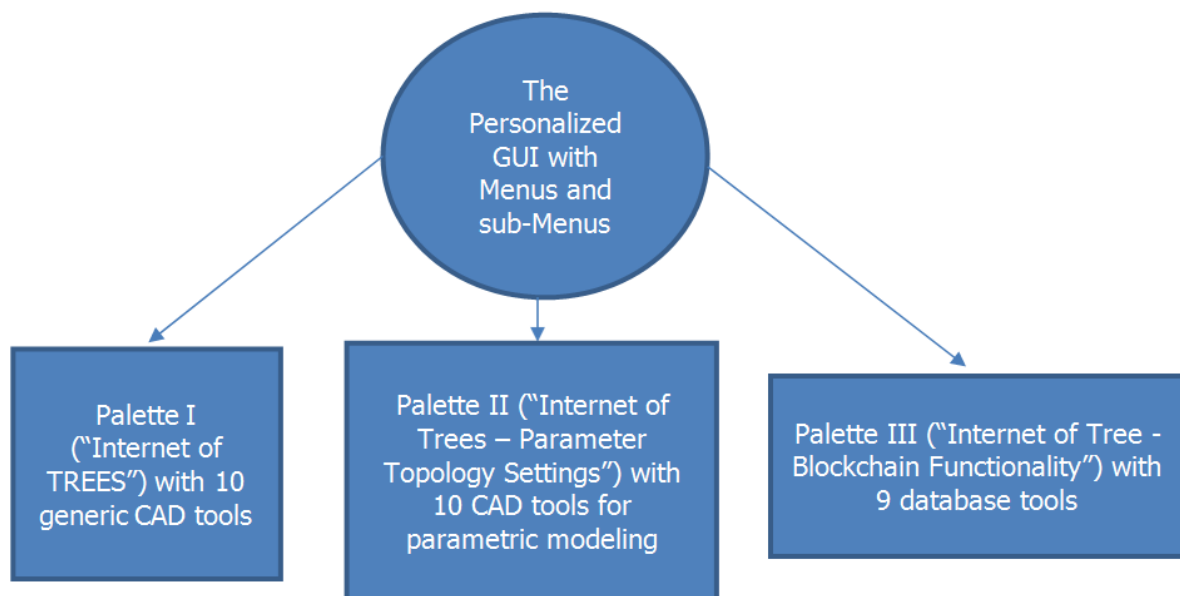 The
Personalized
GUI with
Menus and
sub-Menus
Palette I
(“Internet of
TREES”) with 10
generic CAD tools
Palette II (“Internet of
Trees – Parameter
Topology Settings”) with
10 CAD tools for
parametric modeling
Palette III (“Internet of Tree -
Blockchain Functionality”) with
9 database tools